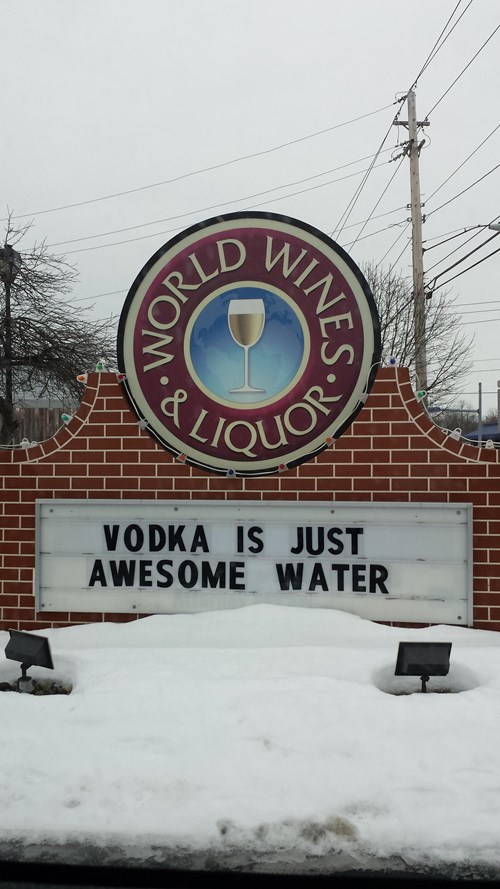 WORLD WINES
& LIQUOR
VODKA IS JUST
AWESOME WATER